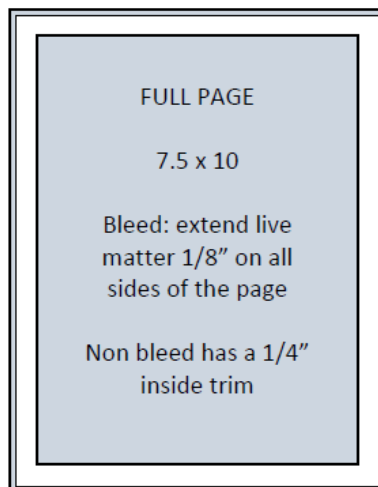 FULL PAGE
7.5 x 10
Bleed: extend live
matter 1/8” on all
sides of the page
Non bleed has a 1/4”
inside trim